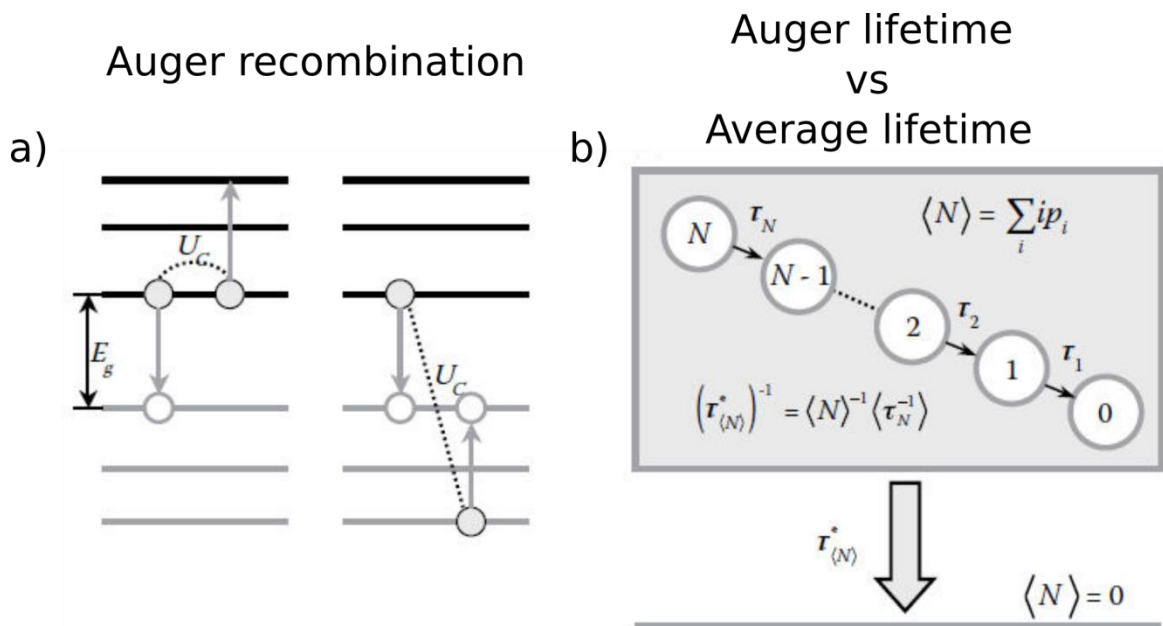 Auger recombination
Auger lifetime
vs
Average lifetime
a)
U_C
E_g
U_C
b)
N
τ_N
N - 1
⟨N⟩ = ∑_i ip_i
2
τ_2
1
τ_1
0
(τ*_⟨N⟩)^-1 = ⟨N⟩^-1 ⟨τ_N^-1⟩
τ*_⟨N⟩
⟨N⟩ = 0